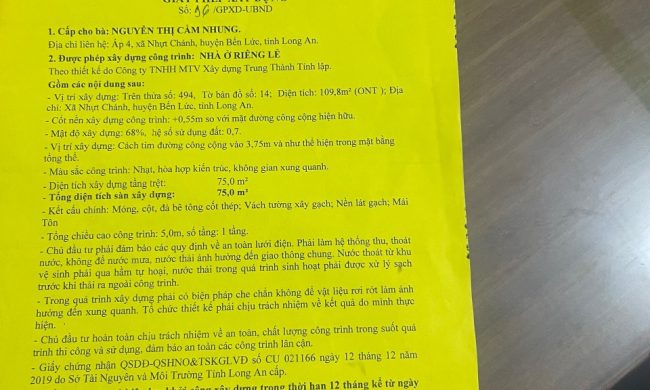 GIẤY PHÉP XÂY DỰNG
Số: 96/GPXD-UBND
1. Cấp cho bà: NGUYỄN THỊ CẨM NHUNG.
Địa chỉ liên hệ: Ấp 4, xã Nhựt Chánh, huyện Bến Lức, tỉnh Long An.
2. Được phép xây dựng công trình: NHÀ Ở RIÊNG LẺ
Theo thiết kế do Công ty TNHH MTV Xây dựng Trung Thành Tín lập.
Gồm các nội dung sau:
- Vị trí xây dựng: Trên thửa số: 494, Tờ bản đồ số: 14; Diện tích: 109,8m² (ONT ); Địa
chỉ: Xã Nhựt Chánh, huyện Bến Lức, tỉnh Long An.
- Cốt nền xây dựng công trình: +0,55m so với mặt đường cộng cộng hiện hữu.
- Mật độ xây dựng: 68%, hệ số sử dụng đất: 0,7.
- Vị trí xây dựng: Cách tim đường công cộng vào 3,75m và như thể hiện trong mặt bằng
tổng thể.
- Màu sắc công trình: Nhạt, hòa hợp kiến trúc, không gian xung quanh.
- Diện tích xây dựng tầng trệt: 75,0 m²
- Tổng diện tích sàn xây dựng: 75,0 m²
- Kết cấu chính: Móng, cột, đà bê tông cốt thép; Vách tường xây gạch; Nền lát gạch; Mái
Tôn
- Tổng chiều cao công trình: 5,0m, số tầng: 1 tầng.
- Chủ đầu tư phải đảm bảo các quy định về an toàn lưới điện. Phải làm hệ thống thu, thoát
nước, không để nước mưa, nước thải ảnh hưởng đến giao thông chung. Nước thoát từ khu
vệ sinh phải qua hầm tự hoại, nước thải trong quá trình sinh hoạt phải được xử lý sạch
trước khi thải ra ngoài công trình.
- Trong quá trình xây dựng phải có biện pháp che chắn không để vật liệu rơi rớt làm ảnh
hưởng đến xung quanh. Tổ chức thiết kế phải chịu trách nhiệm về kết quả do mình thực
hiện.
- Chủ đầu tư hoàn toàn chịu trách nhiệm về an toàn, chất lượng công trình trong suốt quá
trình thi công và sử dụng, đảm bảo an toàn các công trình lân cận.
- Giấy chứng nhận QSDĐ-QSHNO&TSKGLVĐ số CU 021166 ngày 12 tháng 12 năm
2019 do Sở Tài Nguyên và Môi Trường Tỉnh Long An cấp.
xây dựng trong thời hạn 12 tháng kể từ ngày